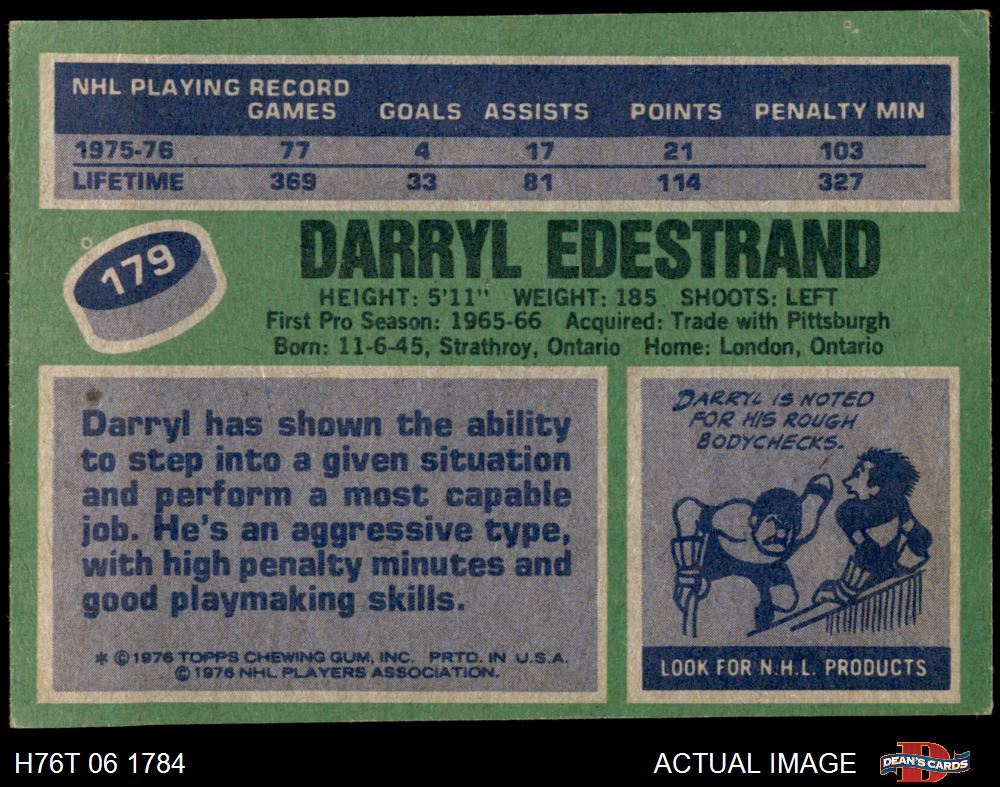 NHL PLAYING RECORD
GAMES GOALS ASSISTS POINTS PENALTY MIN
1975-76 77 4 17 21 103
LIFETIME 369 33 81 114 327
179
DARRYL EDESTRAND
HEIGHT: 5'11" WEIGHT: 185 SHOOTS: LEFT
First Pro Season: 1965-66 Acquired: Trade with Pittsburgh
Born: 11-6-45, Strathroy, Ontario Home: London, Ontario
Darryl has shown the ability
to step into a given situation
and perform a most capable
job. He's an aggressive type,
with high penalty minutes and
good playmaking skills.
* © 1976 TOPPS CHEWING GUM, INC. PRTD. IN U.S.A.
© 1976 NHL PLAYERS ASSOCIATION.
DARRYL IS NOTED
FOR HIS ROUGH
BODYCHECKS.
LOOK FOR N.H.L. PRODUCTS
H76T 06 1784
ACTUAL IMAGE
D
DEAN'S CARDS